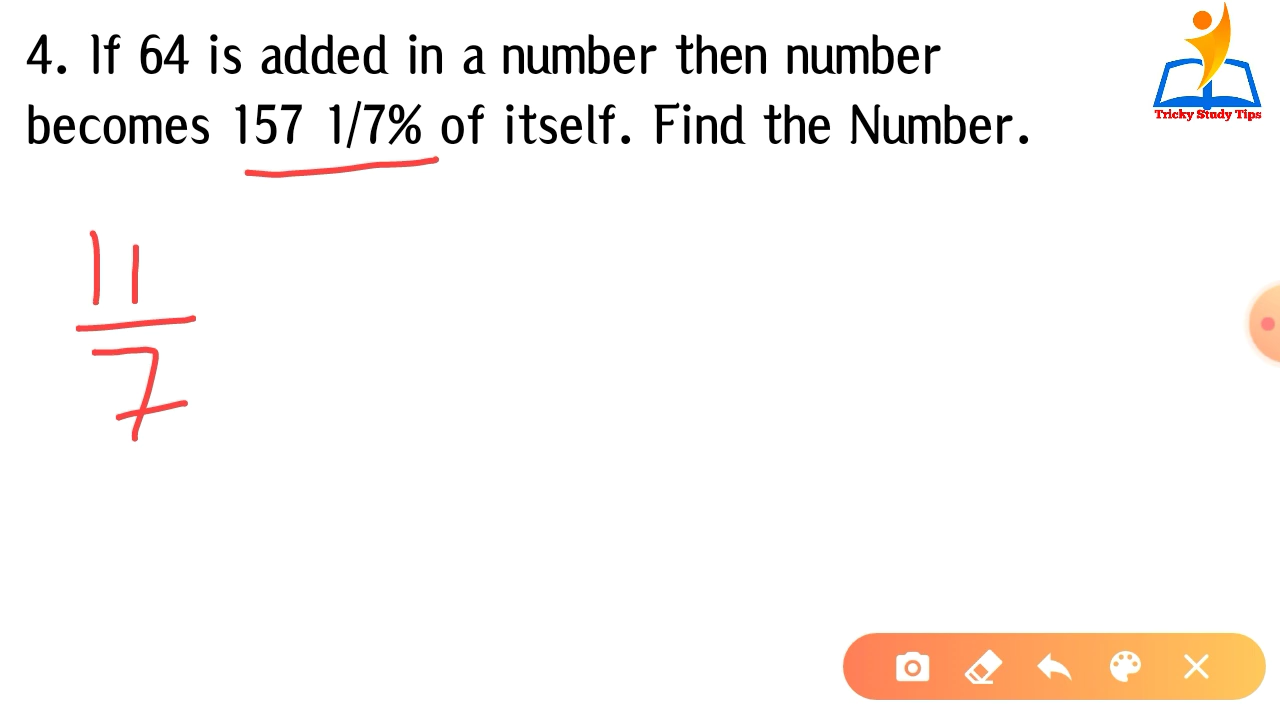 4. If 64 is added in a number then number
becomes 157 1/7% of itself. Find the Number.
Tricky Study Tips
11
7